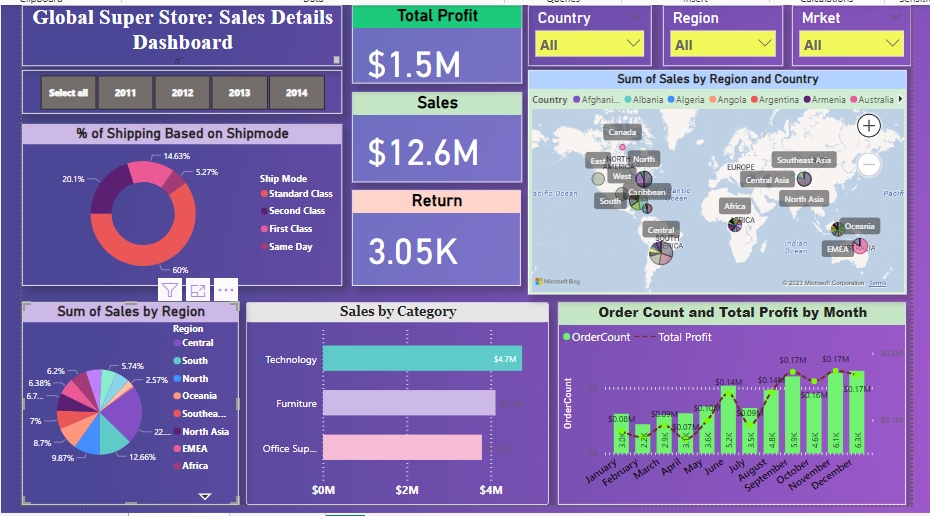 Global Super Store: Sales Details
Dashboard
Select all
2011
2012
2013
2014
Total Profit
$1.5M
Sales
$12.6M
Return
3.05K
Country
All
Region
All
Mrket
All
% of Shipping Based on Shipmode
14.63%
5.27%
20.1%
60%
Ship Mode
Standard Class
Second Class
First Class
Same Day
Sum of Sales by Region and Country
Country
Afghani...
Albania
Algeria
Angola
Argentina
Armenia
Australia
Canada
East
North
NORTH
AMERICA
West
South
Caribbean
Central
SOUTH
EUROPE
Southeast Asia
Central Asia
North Asia
Africa
Oceania
EMEA
Indian
Ocean
Microsoft Bing
© 2023 Microsoft Corporation
Terms
Sum of Sales by Region
Region
Central
South
North
Oceania
Southea...
North Asia
EMEA
Africa
5.74%
2.57%
6.2%
6.38%
6.7...
7%
8.7%
9.87%
12.66%
22....
Sales by Category
Technology
$4.7M
Furniture
Office Sup...
$0M
$2M
$4M
Order Count and Total Profit by Month
OrderCount
Total Profit
OrderCount
$0.08M
$0.09M
$0.07M
$0.10M
$0.14M
$0.09M
$0.14M
$0.17M
$0.16M
$0.17M
$0.17M
2.9K
3.6K
5.2K
4.8K
5.9K
4.6K
6.1K
6.3K
January
February
March
April
May
June
July
August
September
October
November
December